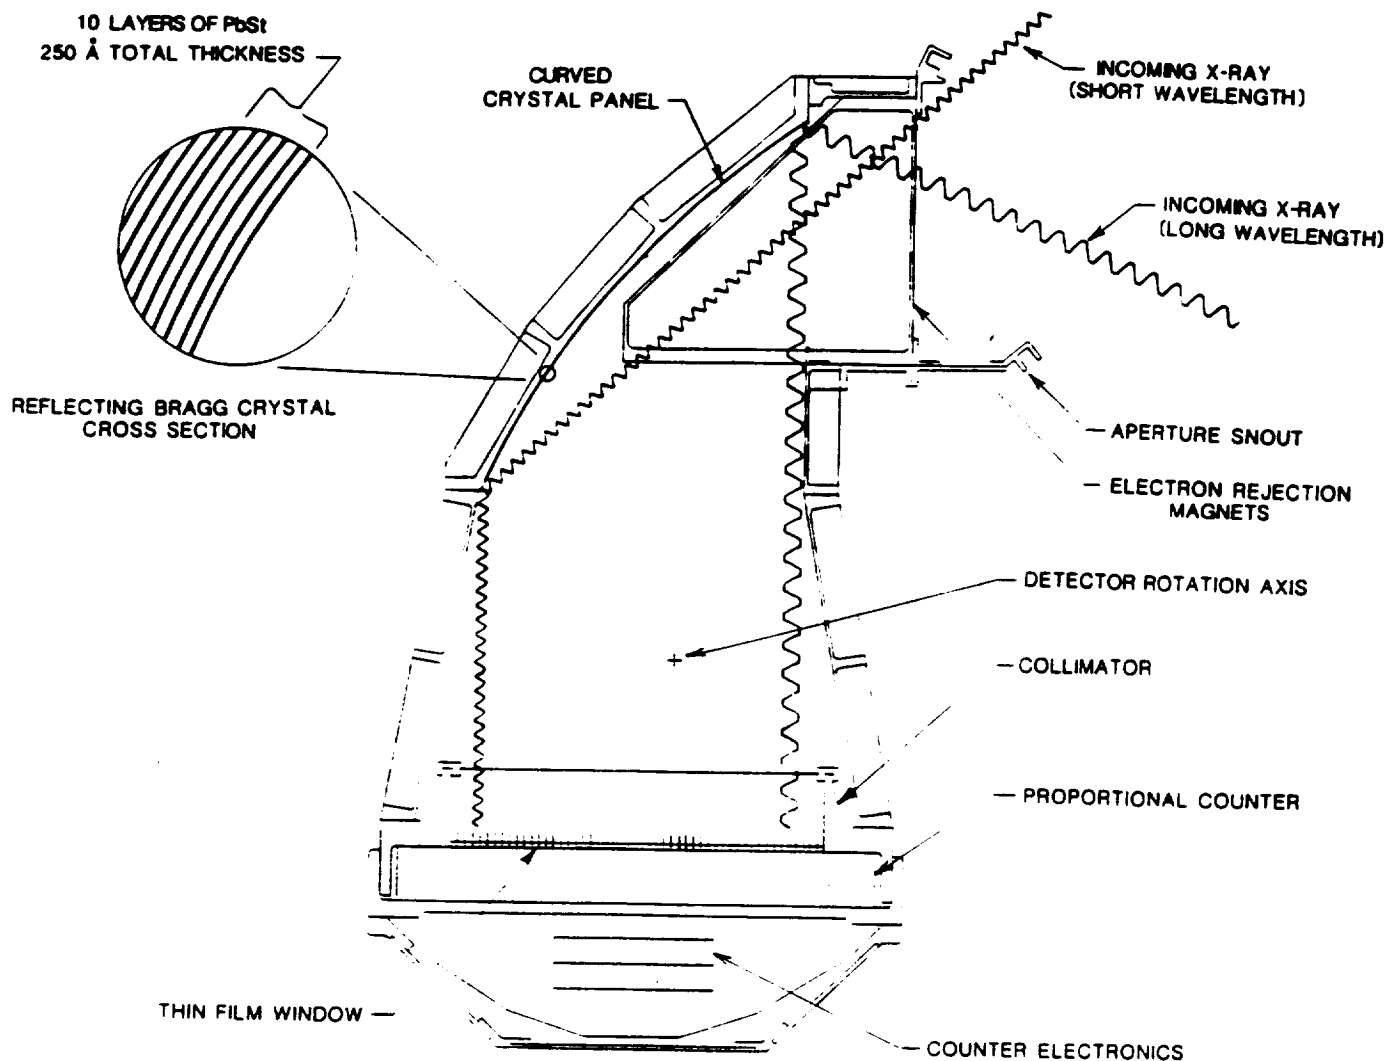 10 LAYERS OF PbSt
250 Å TOTAL THICKNESS
CURVED
CRYSTAL PANEL
INCOMING X-RAY
(SHORT WAVELENGTH)
INCOMING X-RAY
(LONG WAVELENGTH)
REFLECTING BRAGG CRYSTAL
CROSS SECTION
APERTURE SNOUT
ELECTRON REJECTION
MAGNETS
DETECTOR ROTATION AXIS
COLLIMATOR
PROPORTIONAL COUNTER
THIN FILM WINDOW
COUNTER ELECTRONICS